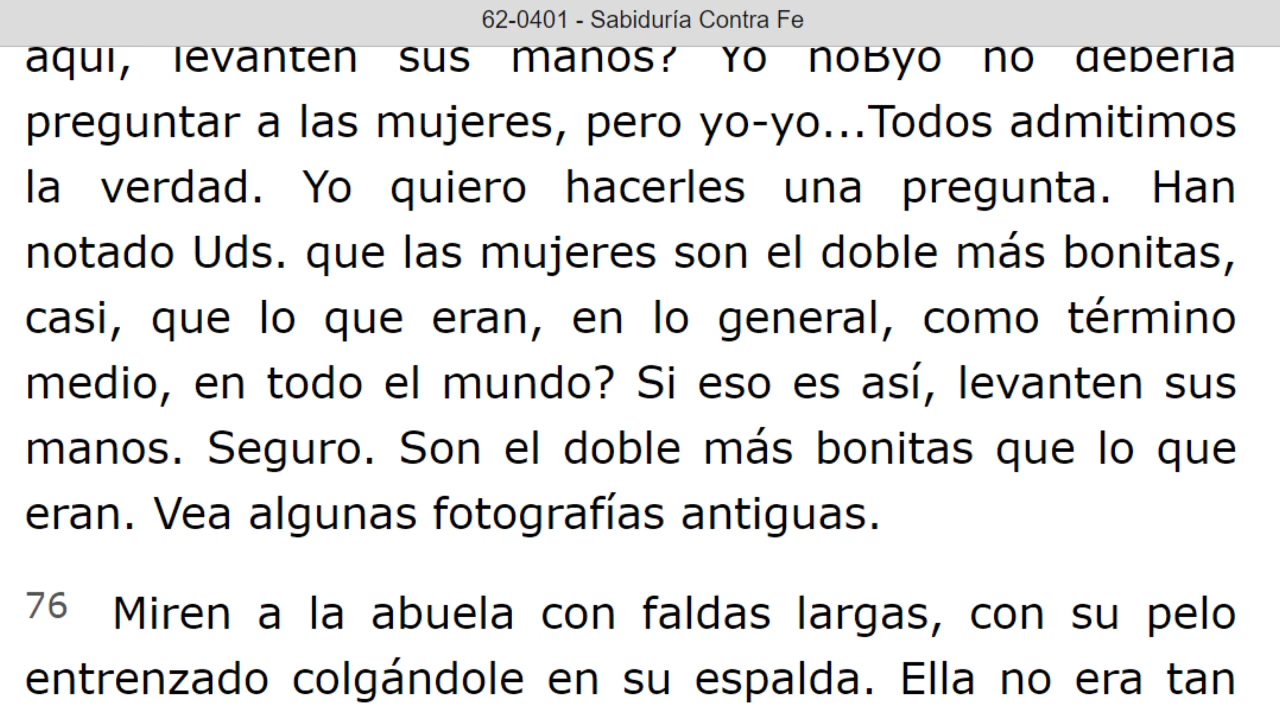 62-0401 - Sabiduría Contra Fe
aquí, levanten sus manos? Yo noByo no debería
preguntar a las mujeres, pero yo-yo...Todos admitimos
la verdad. Yo quiero hacerles una pregunta. Han
notado Uds. que las mujeres son el doble más bonitas,
casi, que lo que eran, en lo general, como término
medio, en todo el mundo? Si eso es así, levanten sus
manos. Seguro. Son el doble más bonitas que lo que
eran. Vea algunas fotografías antiguas.
76 Miren a la abuela con faldas largas, con su pelo
entrenzado colgándole en su espalda. Ella no era tan